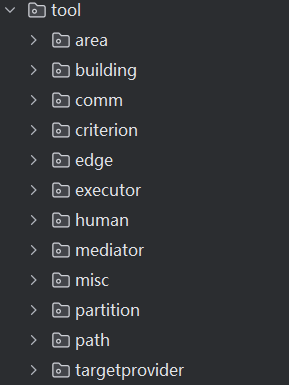 tool
area
building
comm
criterion
edge
executor
human
mediator
misc
partition
path
targetprovider